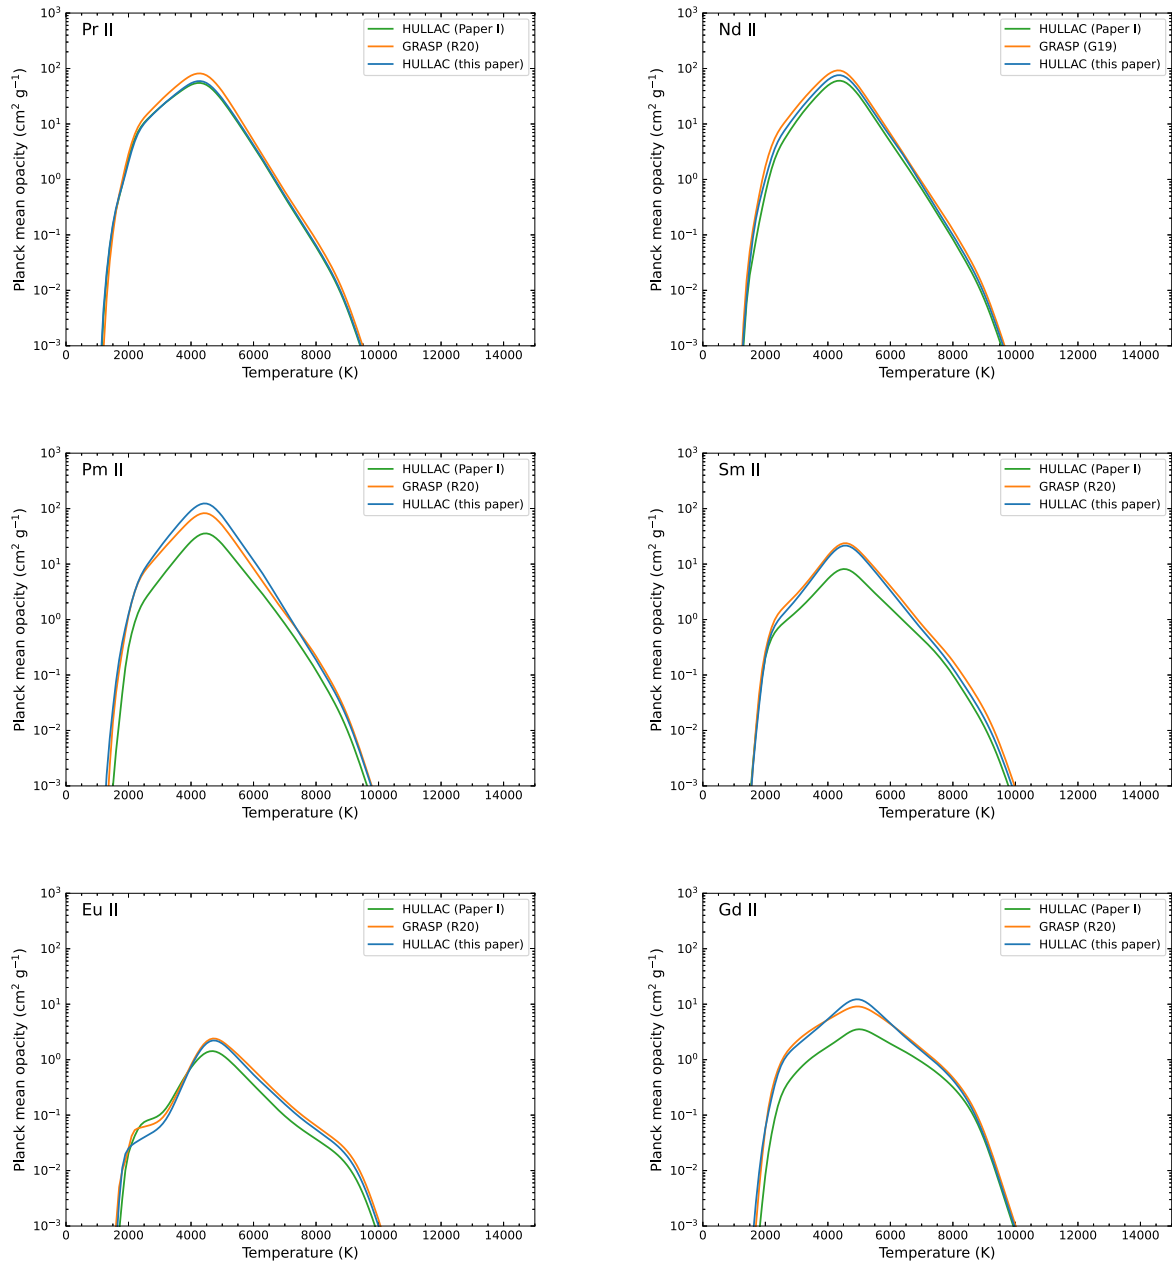 Pr II
HULLAC (Paper I)
GRASP (R20)
HULLAC (this paper)
Planck mean opacity (cm² g⁻¹)
10³
10²
10¹
10⁰
10⁻¹
10⁻²
10⁻³
0 2000 4000 6000 8000 10000 12000 14000
Temperature (K)
Nd II
HULLAC (Paper I)
GRASP (G19)
HULLAC (this paper)
Planck mean opacity (cm² g⁻¹)
10³
10²
10¹
10⁰
10⁻¹
10⁻²
10⁻³
0 2000 4000 6000 8000 10000 12000 14000
Temperature (K)
Pm II
HULLAC (Paper I)
GRASP (R20)
HULLAC (this paper)
Planck mean opacity (cm² g⁻¹)
10³
10²
10¹
10⁰
10⁻¹
10⁻²
10⁻³
0 2000 4000 6000 8000 10000 12000 14000
Temperature (K)
Sm II
HULLAC (Paper I)
GRASP (R20)
HULLAC (this paper)
Planck mean opacity (cm² g⁻¹)
10³
10²
10¹
10⁰
10⁻¹
10⁻²
10⁻³
0 2000 4000 6000 8000 10000 12000 14000
Temperature (K)
Eu II
HULLAC (Paper I)
GRASP (R20)
HULLAC (this paper)
Planck mean opacity (cm² g⁻¹)
10³
10²
10¹
10⁰
10⁻¹
10⁻²
10⁻³
0 2000 4000 6000 8000 10000 12000 14000
Temperature (K)
Gd II
HULLAC (Paper I)
GRASP (R20)
HULLAC (this paper)
Planck mean opacity (cm² g⁻¹)
10³
10²
10¹
10⁰
10⁻¹
10⁻²
10⁻³
0 2000 4000 6000 8000 10000 12000 14000
Temperature (K)